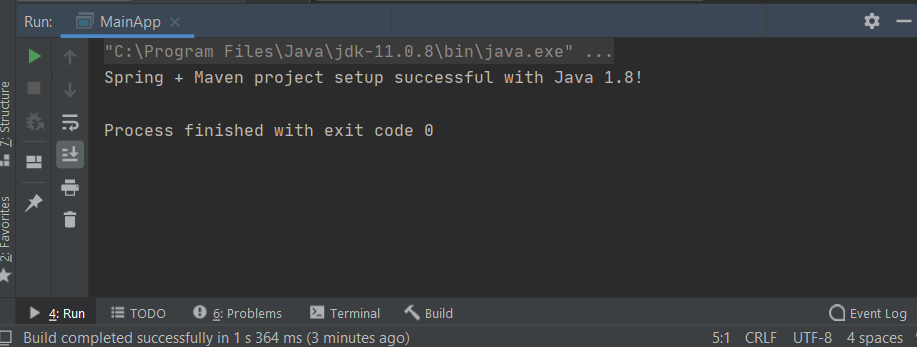 Run: MainApp
"C:\Program Files\Java\jdk-11.0.8\bin\java.exe" ...
Spring + Maven project setup successful with Java 1.8!
Process finished with exit code 0
7: Structure
2: Favorites
4: Run TODO 6: Problems Terminal Build Event Log
Build completed successfully in 1 s 364 ms (3 minutes ago) 5:1 CRLF UTF-8 4 spaces